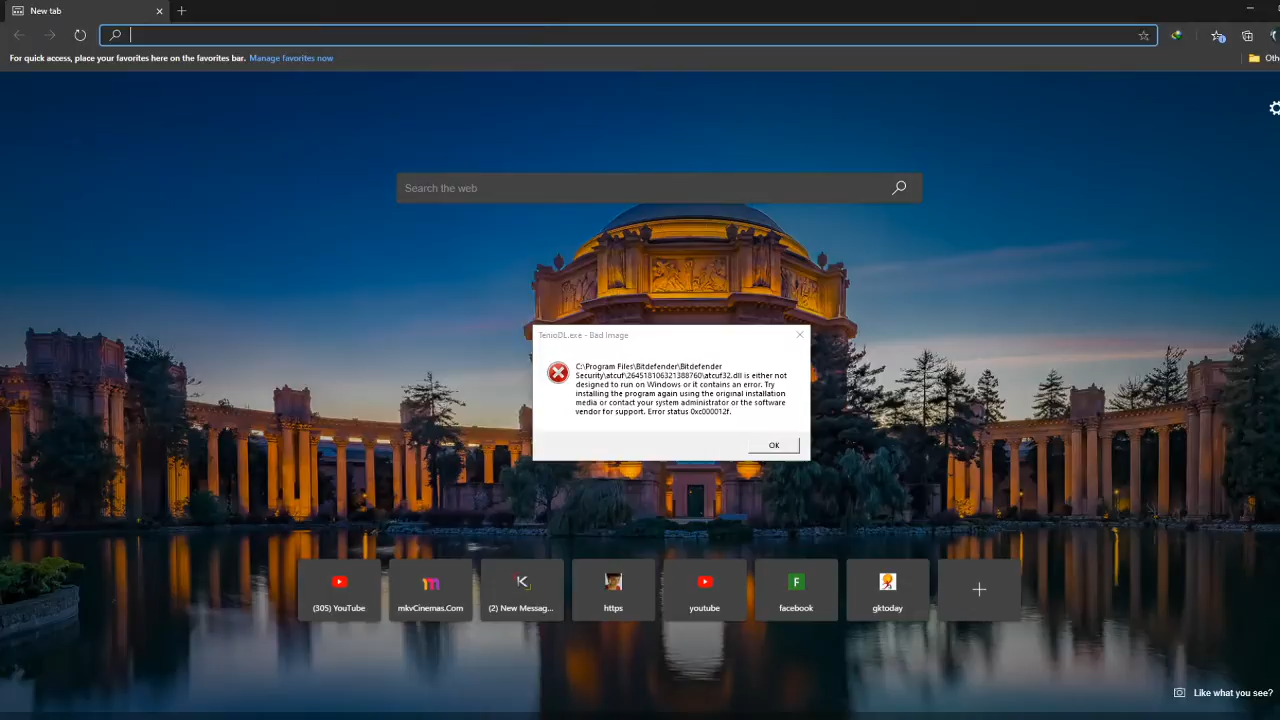 New tab
For quick access, place your favorites here on the favorites bar. Manage favorites now
Oth
Search the web
TenioDL.exe - Bad Image
C:\Program Files\Bitdefender\Bitdefender
Security\atcuf\264518106321388760\atcuf32.dll is either not
designed to run on Windows or it contains an error. Try
installing the program again using the original installation
media or contact your system administrator or the software
vendor for support. Error status 0xc000012f.
OK
(305) YouTube
mkvCinemas.Com
(2) New Messag...
https
youtube
F
facebook
gktoday
Like what you see?